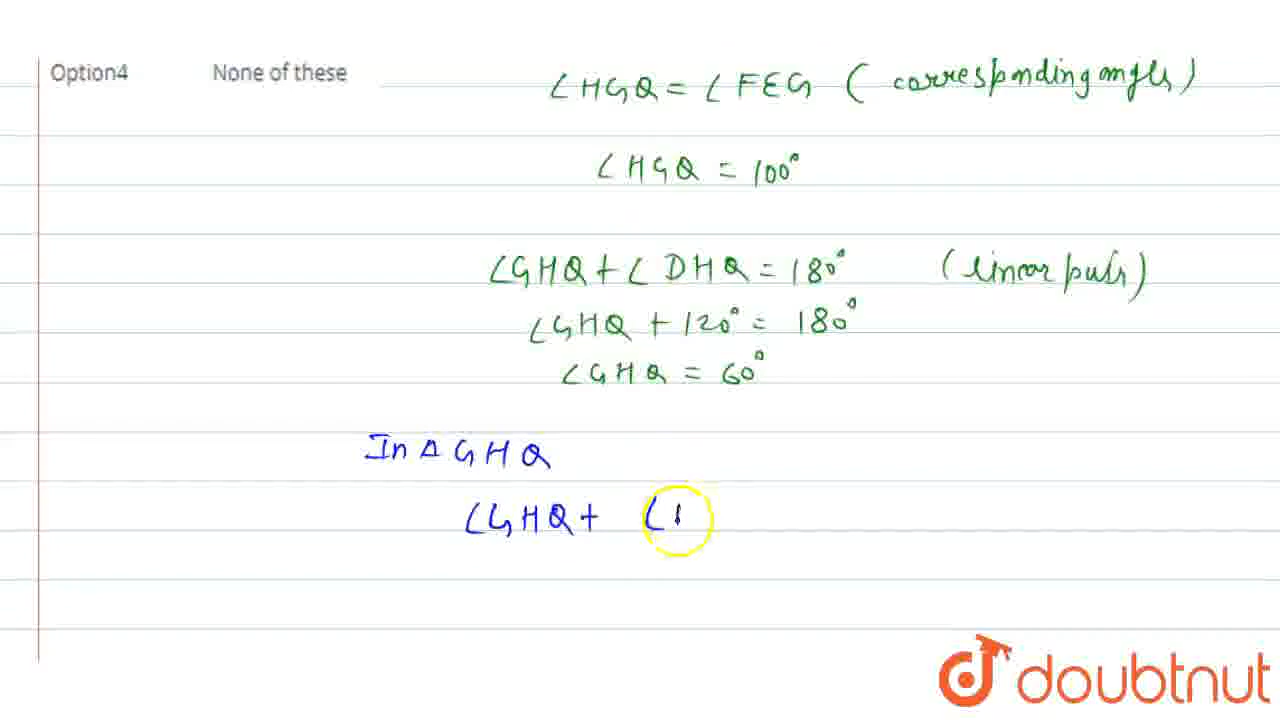 Option4 None of these
∠HGQ = ∠FEG (corresponding angles)
∠HGQ = 100°
∠GHQ + ∠DHQ = 180° (linear pair)
∠GHQ + 120° = 180°
∠GHQ = 60°
In Δ GHQ
∠GHQ + ∠
doubtnut